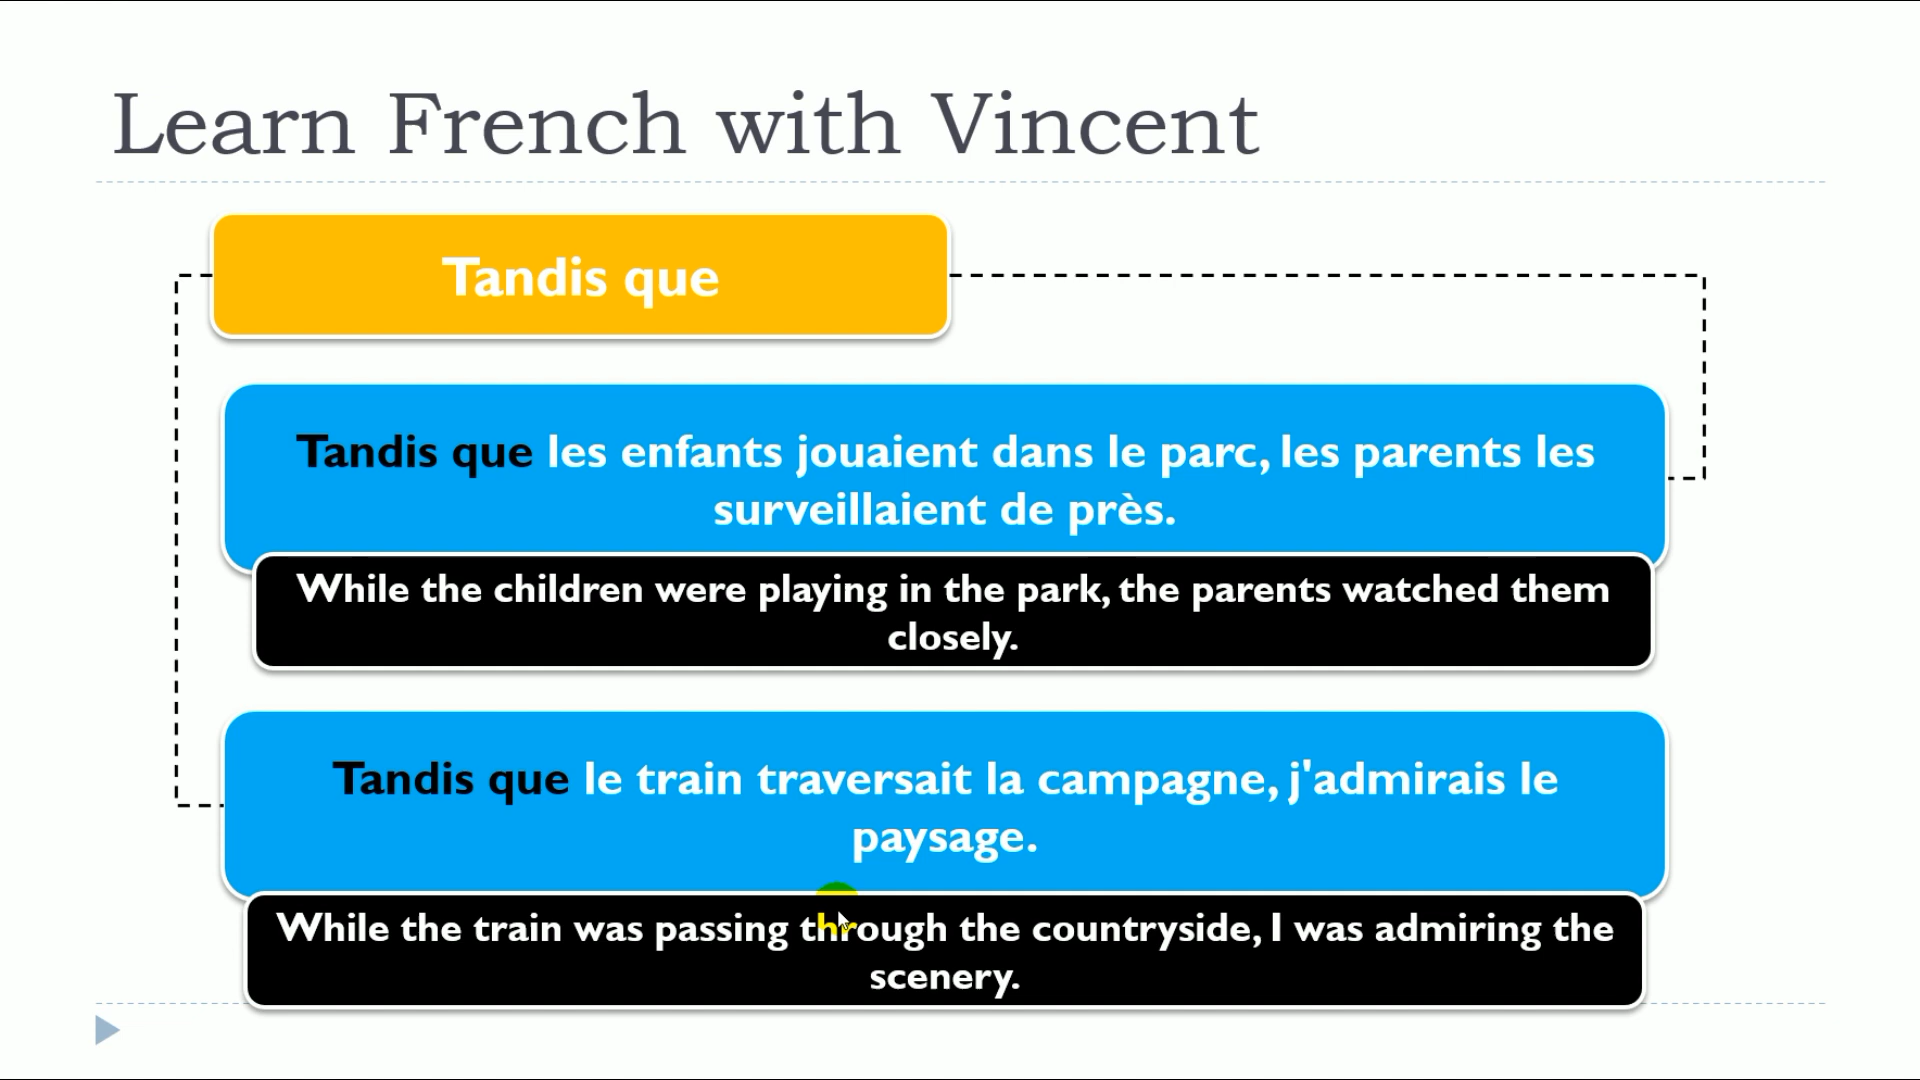 Learn French with Vincent
Tandis que
Tandis que les enfants jouaient dans le parc, les parents les
surveillaient de près.
While the children were playing in the park, the parents watched them
closely.
Tandis que le train traversait la campagne, j'admirais le
paysage.
While the train was passing through the countryside, I was admiring the
scenery.